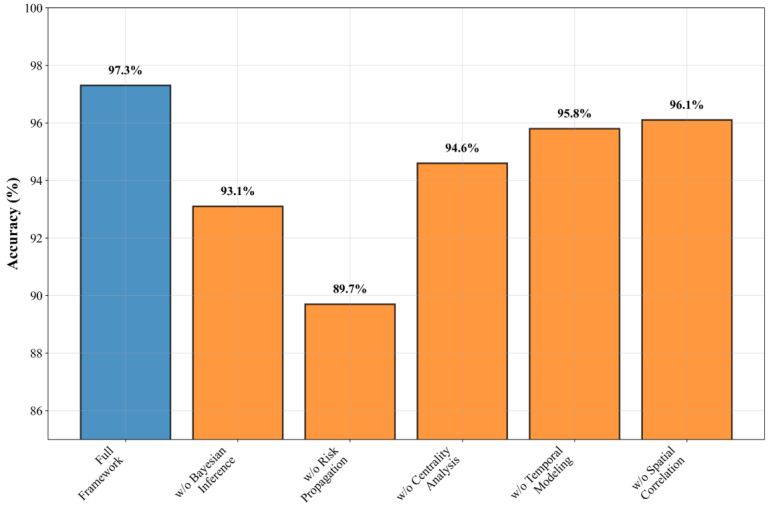 100
98
96
94
92
90
88
86
Accuracy (%)
97.3%
93.1%
89.7%
94.6%
95.8%
96.1%
Full
Framework
w/o Bayesian
Inference
w/o Risk
Propagation
w/o Centrality
Analysis
w/o Temporal
Modeling
w/o Spatial
Correlation